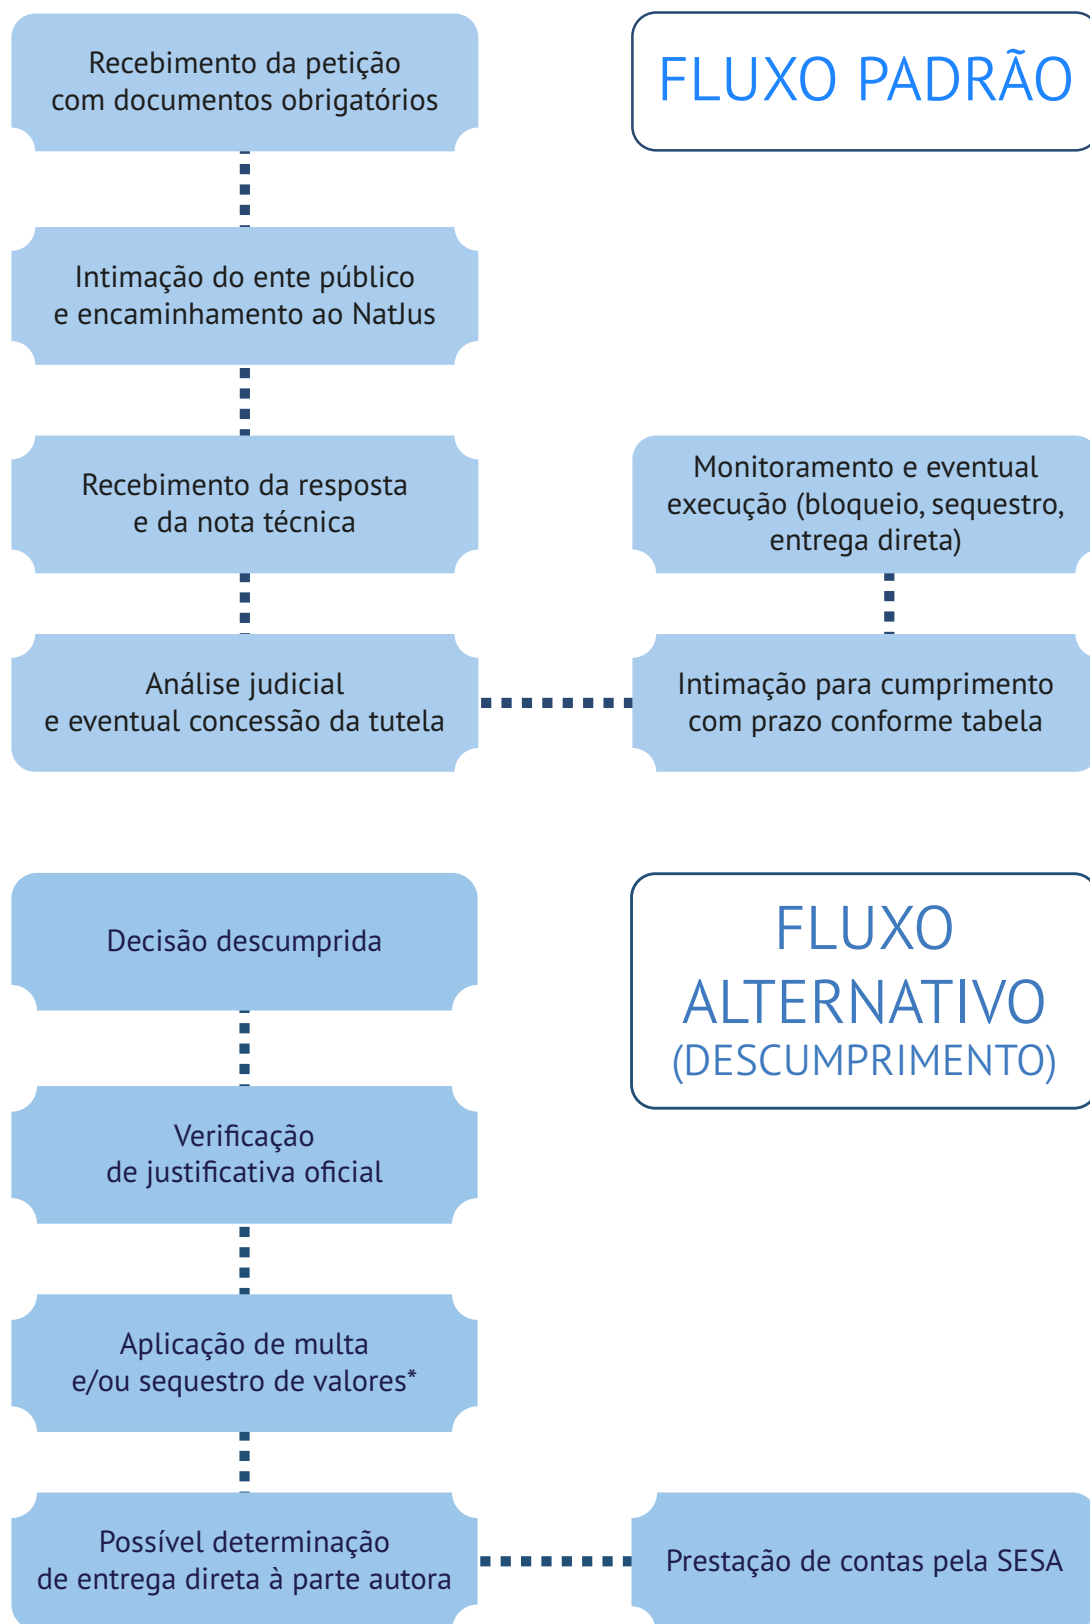 FLUXO PADRÃO
Recebimento da petição
com documentos obrigatórios
Intimação do ente público
e encaminhamento ao NatJus
Recebimento da resposta
e da nota técnica
Análise judicial
e eventual concessão da tutela
Intimação para cumprimento
com prazo conforme tabela
Monitoramento e eventual
execução (bloqueio, sequestro,
entrega direta)
FLUXO
ALTERNATIVO
(DESCUMPRIMENTO)
Decisão descumprida
Verificação
de justificativa oficial
Aplicação de multa
e/ou sequestro de valores*
Possível determinação
de entrega direta à parte autora
Prestação de contas pela SESA